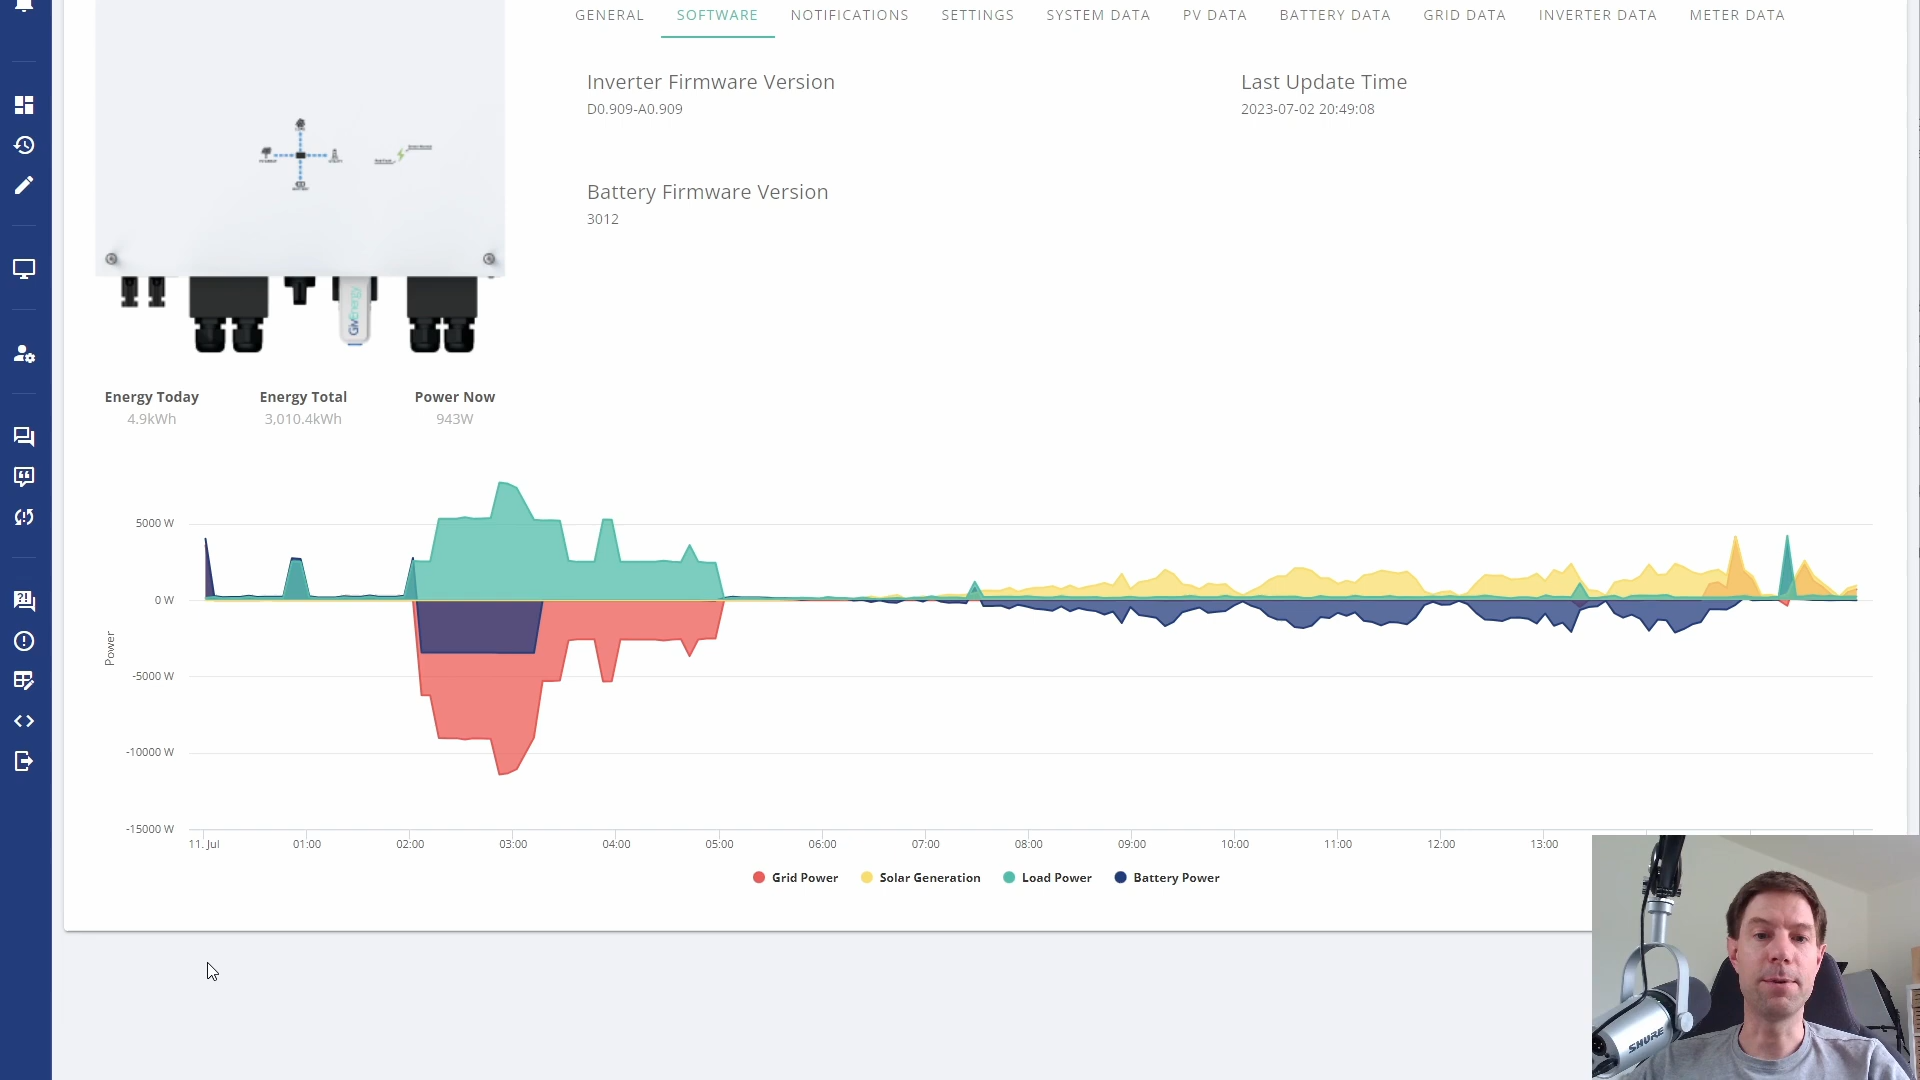 GENERAL SOFTWARE NOTIFICATIONS SETTINGS SYSTEM DATA PV DATA BATTERY DATA GRID DATA INVERTER DATA METER DATA
Inverter Firmware Version
D0.909-A0.909
Last Update Time
2023-07-02 20:49:08
Battery Firmware Version
3012
GivEnergy
Energy Today Energy Total Power Now
4.9kWh 3,010.4kWh 943W
5000 W
0 W
-5000 W
-10000 W
-15000 W
Power
11. Jul 01:00 02:00 03:00 04:00 05:00 06:00 07:00 08:00 09:00 10:00 11:00 12:00 13:00
Grid Power Solar Generation Load Power Battery Power
SHURE